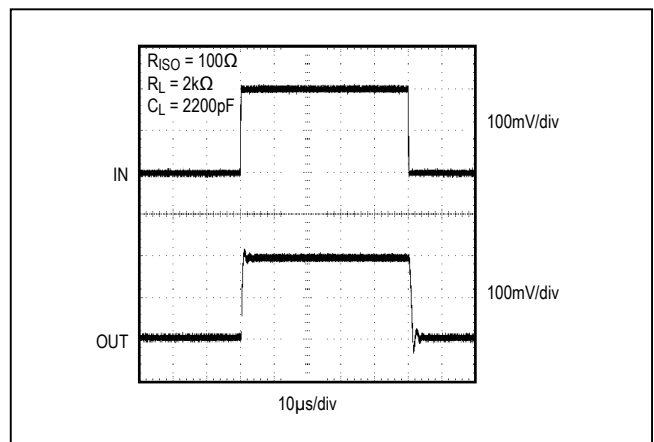 RISO = 100Ω
RL = 2kΩ
CL = 2200pF
100mV/div
IN
100mV/div
OUT
10µs/div